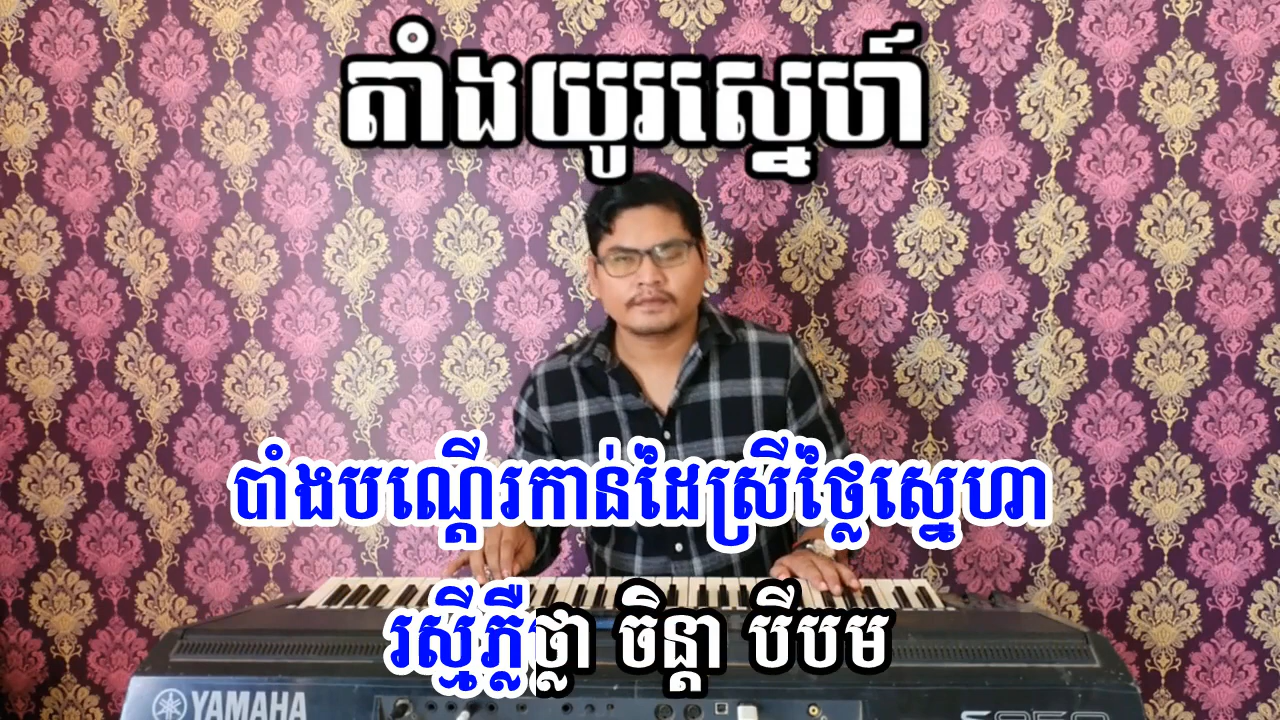 តាំងយូរស្នេហ៍
បាំងបណ្ដើរកាន់ដៃស្រីថ្លៃស្នេហា
រស្មីភ្លឺថ្លា ចិន្តា បីបម
YAMAHA